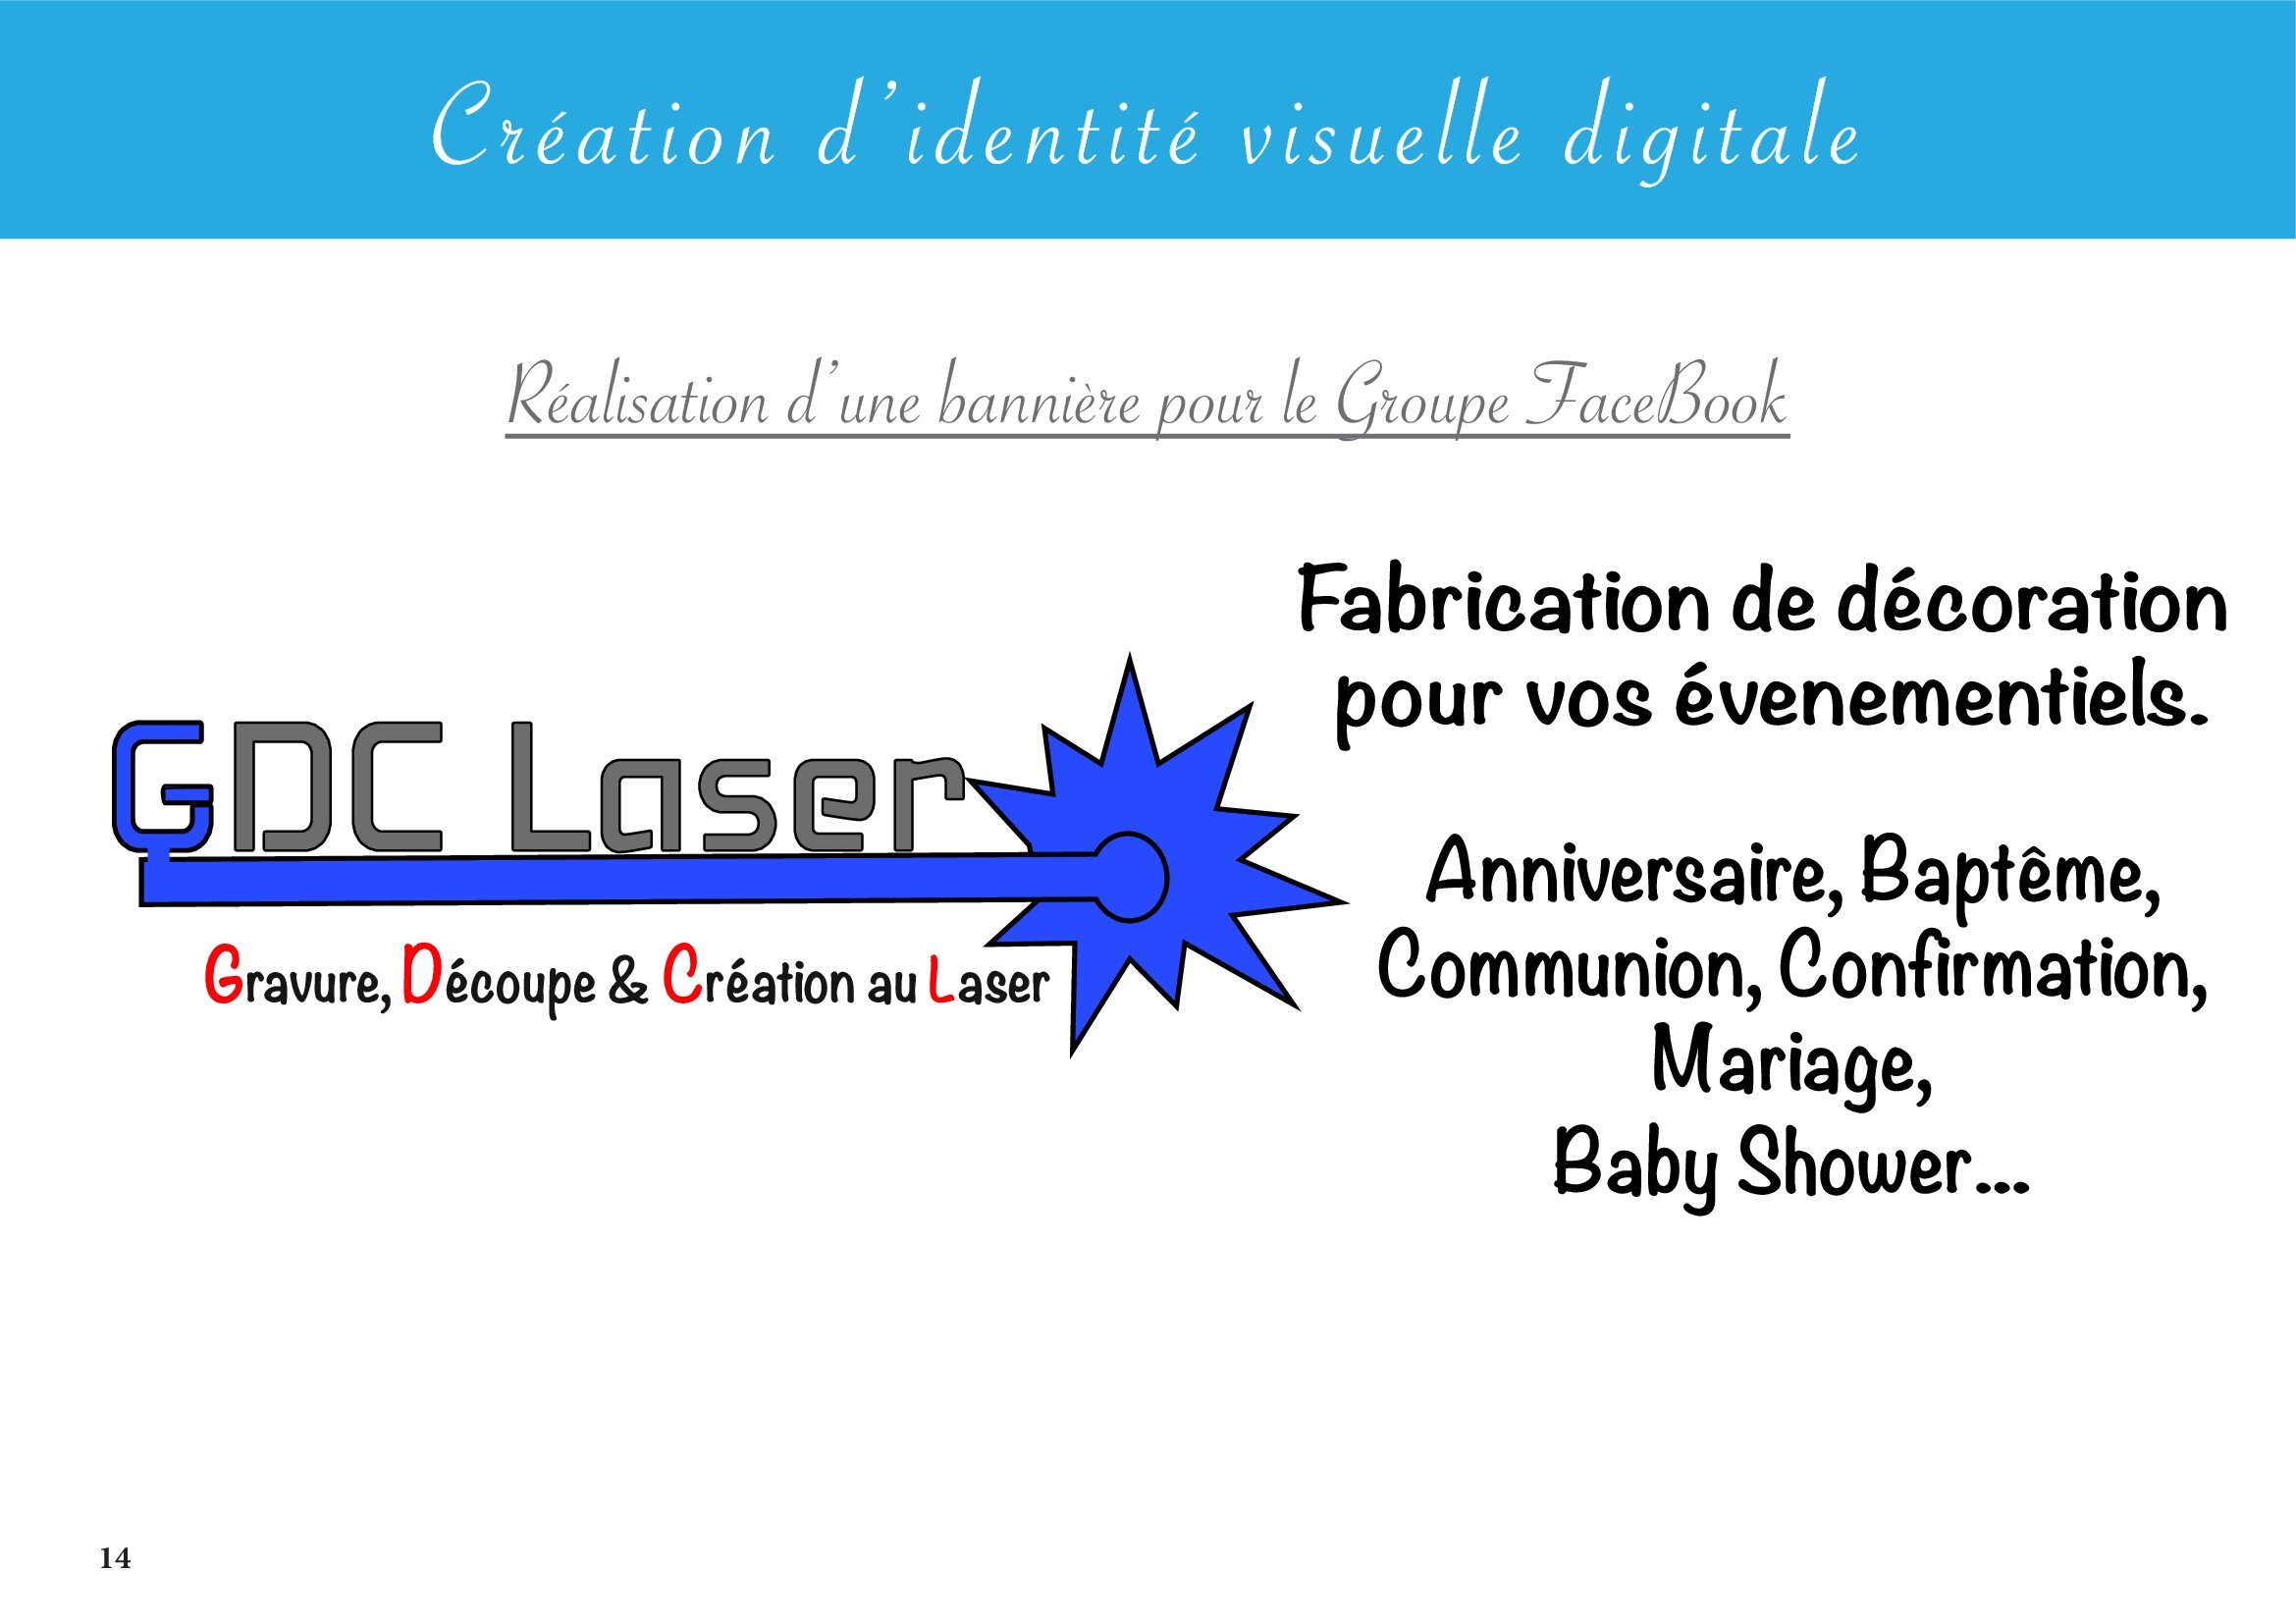 Création d'identité visuelle digitale
Réalisation d'une bannière pour le Groupe FaceBook
GDC Laser
Gravure, Découpe & Création au Laser
Fabrication de décoration
pour vos évenementiels.
Anniversaire, Baptême,
Communion, Confirmation,
Mariage,
Baby Shower...
14